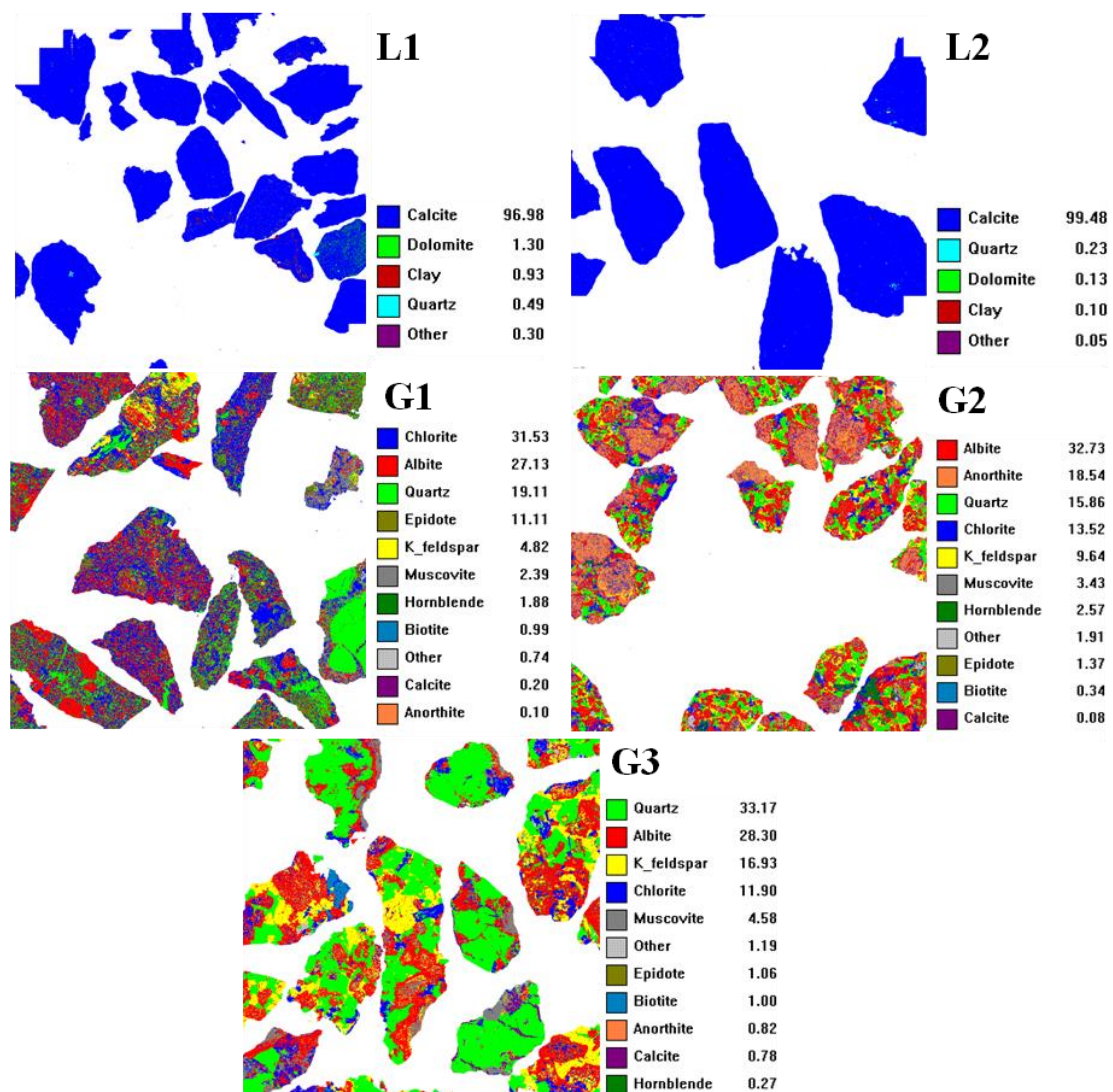 L1
Calcite 96.98
Dolomite 1.30
Clay 0.93
Quartz 0.49
Other 0.30
L2
Calcite 99.48
Quartz 0.23
Dolomite 0.13
Clay 0.10
Other 0.05
G1
Chlorite 31.53
Albite 27.13
Quartz 19.11
Epidote 11.11
K_feldspar 4.82
Muscovite 2.39
Hornblende 1.88
Biotite 0.99
Other 0.74
Calcite 0.20
Anorthite 0.10
G2
Albite 32.73
Anorthite 18.54
Quartz 15.86
Chlorite 13.52
K_feldspar 9.64
Muscovite 3.43
Hornblende 2.57
Other 1.91
Epidote 1.37
Biotite 0.34
Calcite 0.08
G3
Quartz 33.17
Albite 28.30
K_feldspar 16.93
Chlorite 11.90
Muscovite 4.58
Other 1.19
Epidote 1.06
Biotite 1.00
Anorthite 0.82
Calcite 0.78
Hornblende 0.27